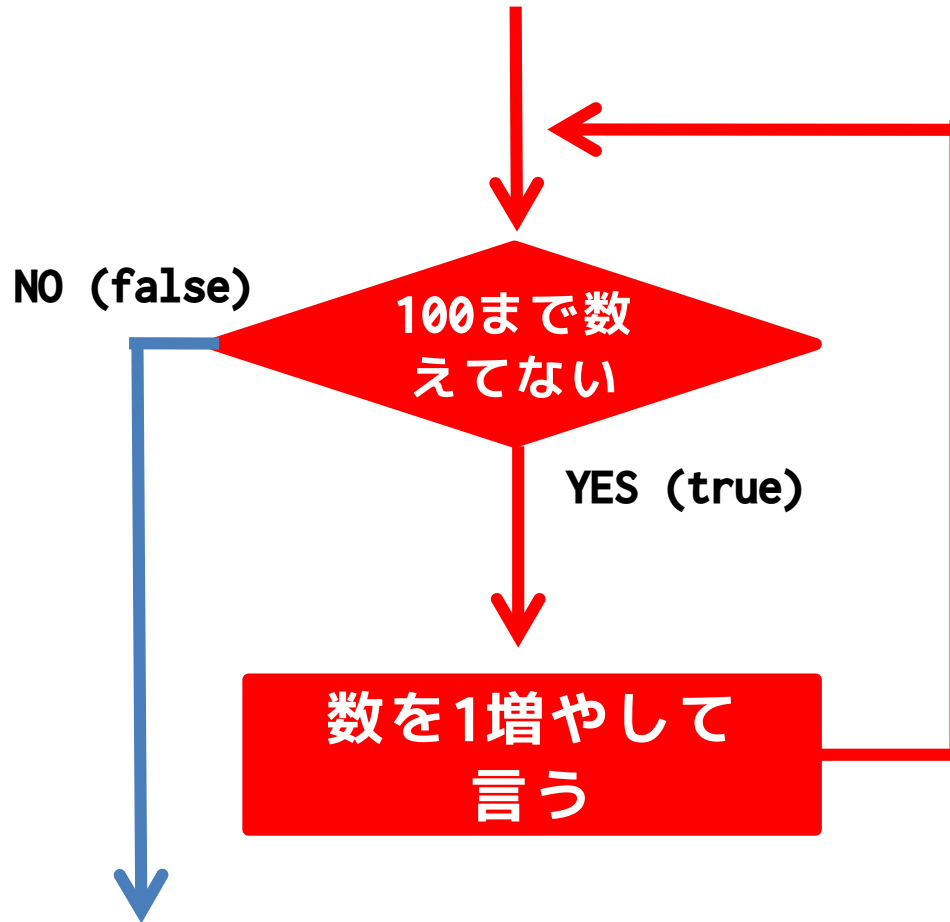 NO (false)
100まで数
えてない
YES (true)
数を1増やして
言う